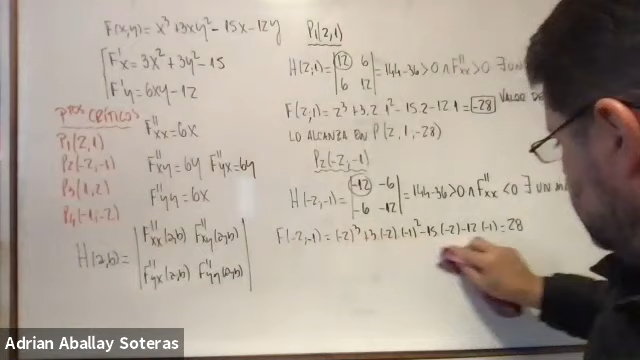 F(x,y)= x³+3xy²-15x-12y
F'x=3x²+3y²-15
F'y=6xy-12
PTOS CRÍTICOS
P₁(2,1)
P₂(-2,-1)
P₃(1,2)
P₄(-1,-2)
F''xx=6x
F''xy=6y F''yx=6y
F''yy=6x
H(a,b)= | F''xx(a,b) F''xy(a,b) |
| F''yx(a,b) F''yy(a,b) |
P₁(2,1)
H(2,1)= | 12 6 | =144-36>0 ∧ F''xx>0 ∃ UN
| 6 12 |
F(2,1)=2³+3.2.1²-15.2-12.1=-28 VALOR DE
LO ALCANZA EN P(2,1,-28)
P₂(-2,-1)
H(-2,-1)= | -12 -6 | =144-36>0 ∧ F''xx<0 ∃ UN
| -6 -12 |
F(-2,-1)=(-2)³+3.(-2).(-1)²-15(-2)-12(-1)=28
Adrian Aballay Soteras